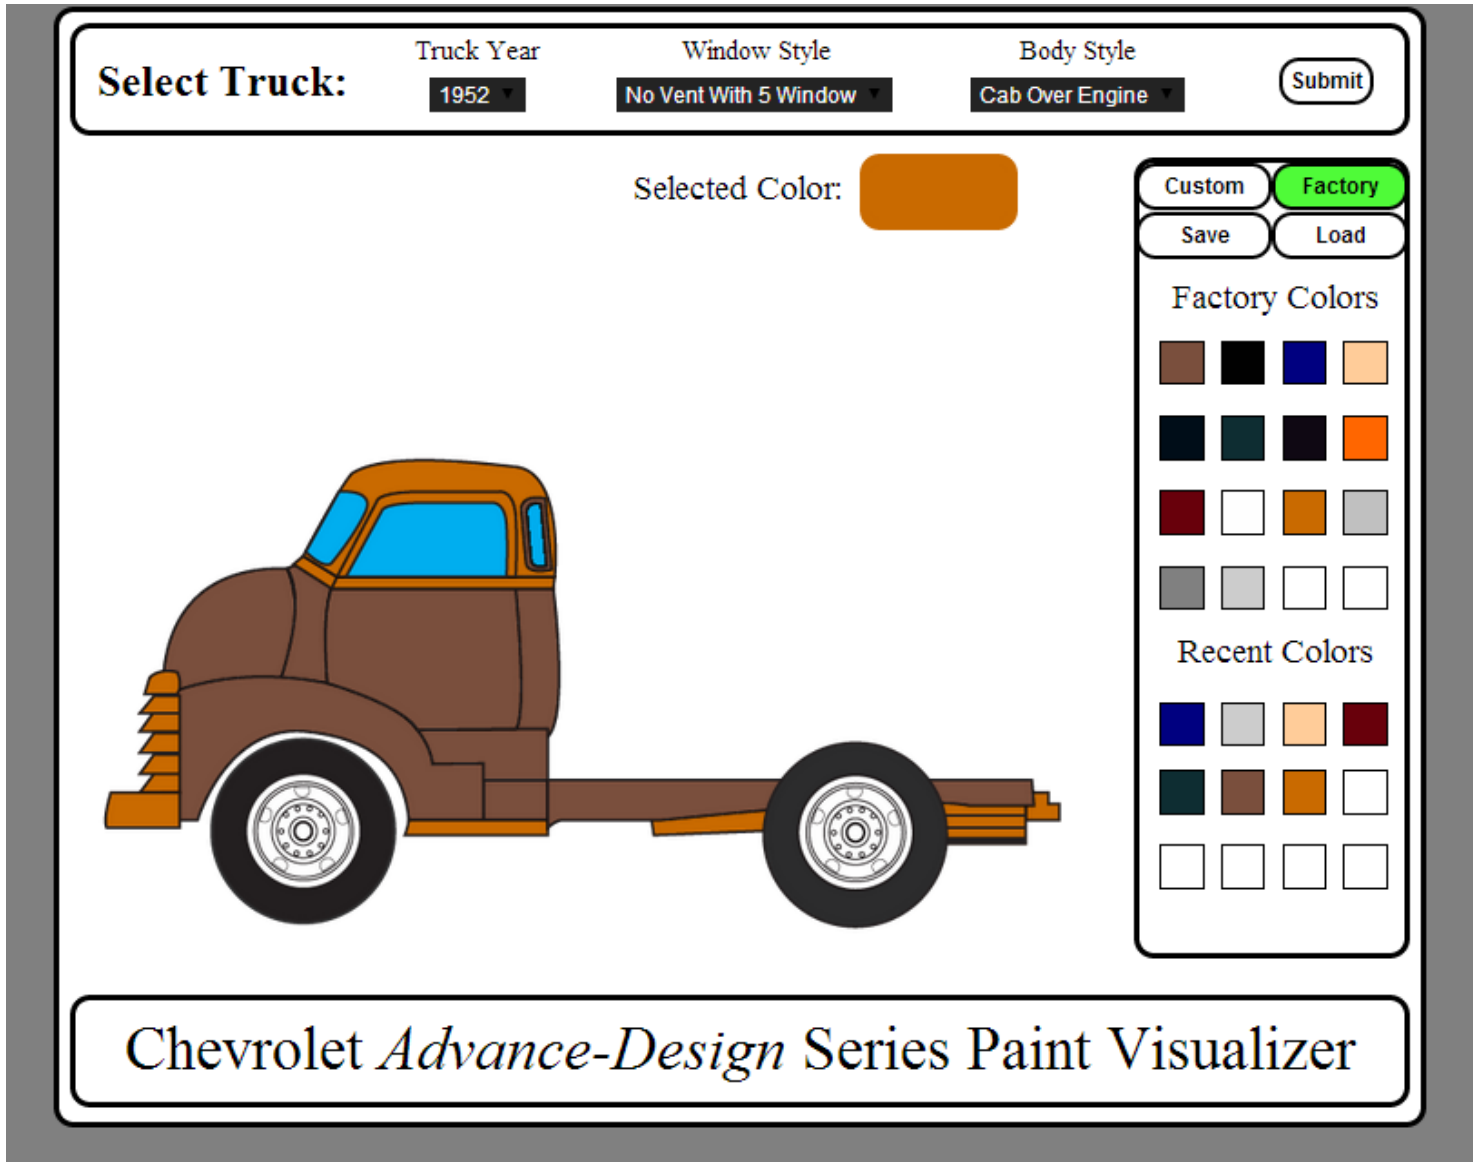 Select Truck:
Truck Year
1952
Window Style
No Vent With 5 Window
Body Style
Cab Over Engine
Submit
Selected Color:
Custom
Factory
Save
Load
Factory Colors
Recent Colors
Chevrolet Advance-Design Series Paint Visualizer